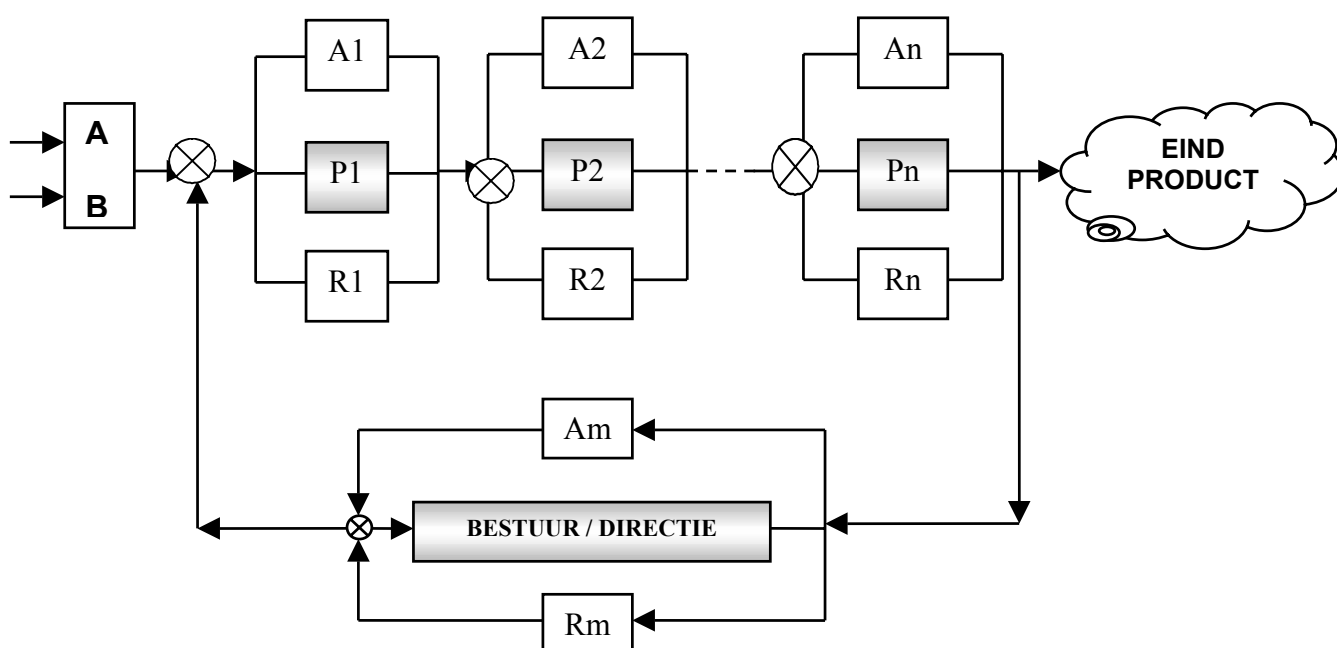 A1
A2
An
A
B
P1
P2
Pn
EIND
PRODUCT
R1
R2
Rn
Am
BESTUUR / DIRECTIE
Rm